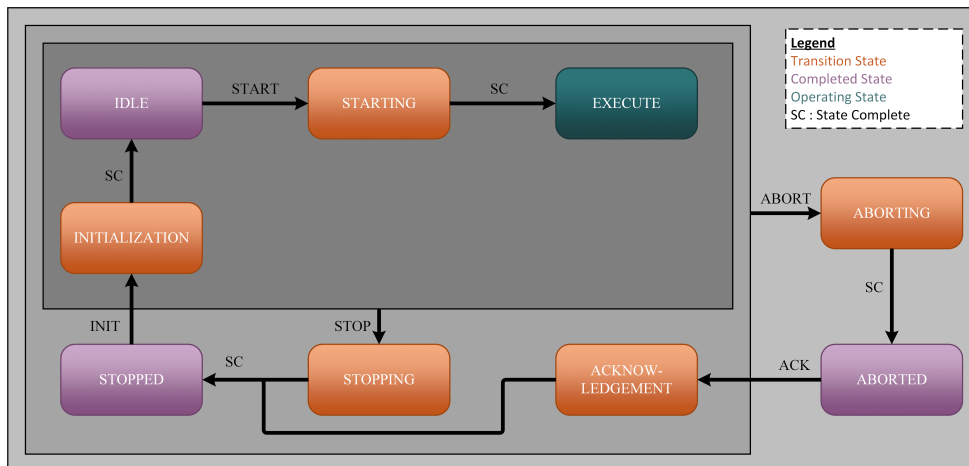 Legend
Transition State
Completed State
Operating State
SC : State Complete
IDLE
START
STARTING
SC
EXECUTE
SC
INITIALIZATION
ABORT
ABORTING
INIT
STOP
SC
STOPPED
SC
STOPPING
ACKNOW-
LEDGEMENT
ACK
ABORTED